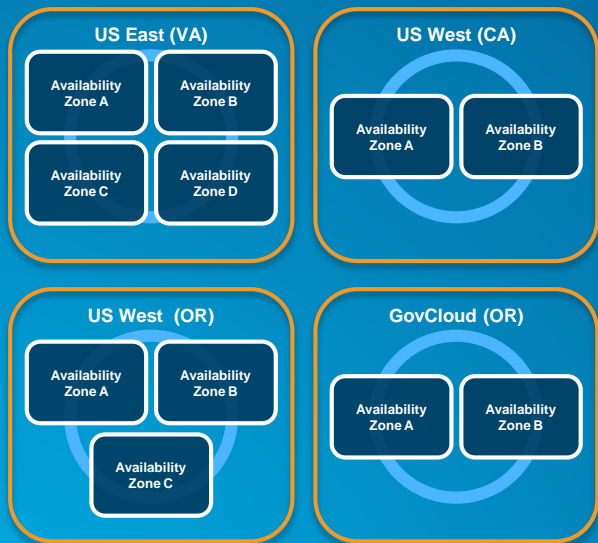 US East (VA)
Availability
Zone A
Availability
Zone B
Availability
Zone C
Availability
Zone D
US West (CA)
Availability
Zone A
Availability
Zone B
US West (OR)
Availability
Zone A
Availability
Zone B
Availability
Zone C
GovCloud (OR)
Availability
Zone A
Availability
Zone B